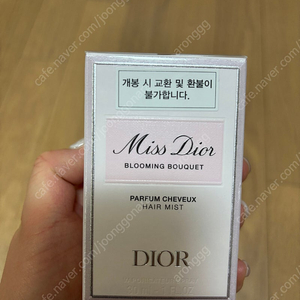 개봉 시 교환 및 환불이
불가합니다.
Miss Dior
BLOOMING BOUQUET
PARFUM CHEVEUX
HAIR MIST
DIOR